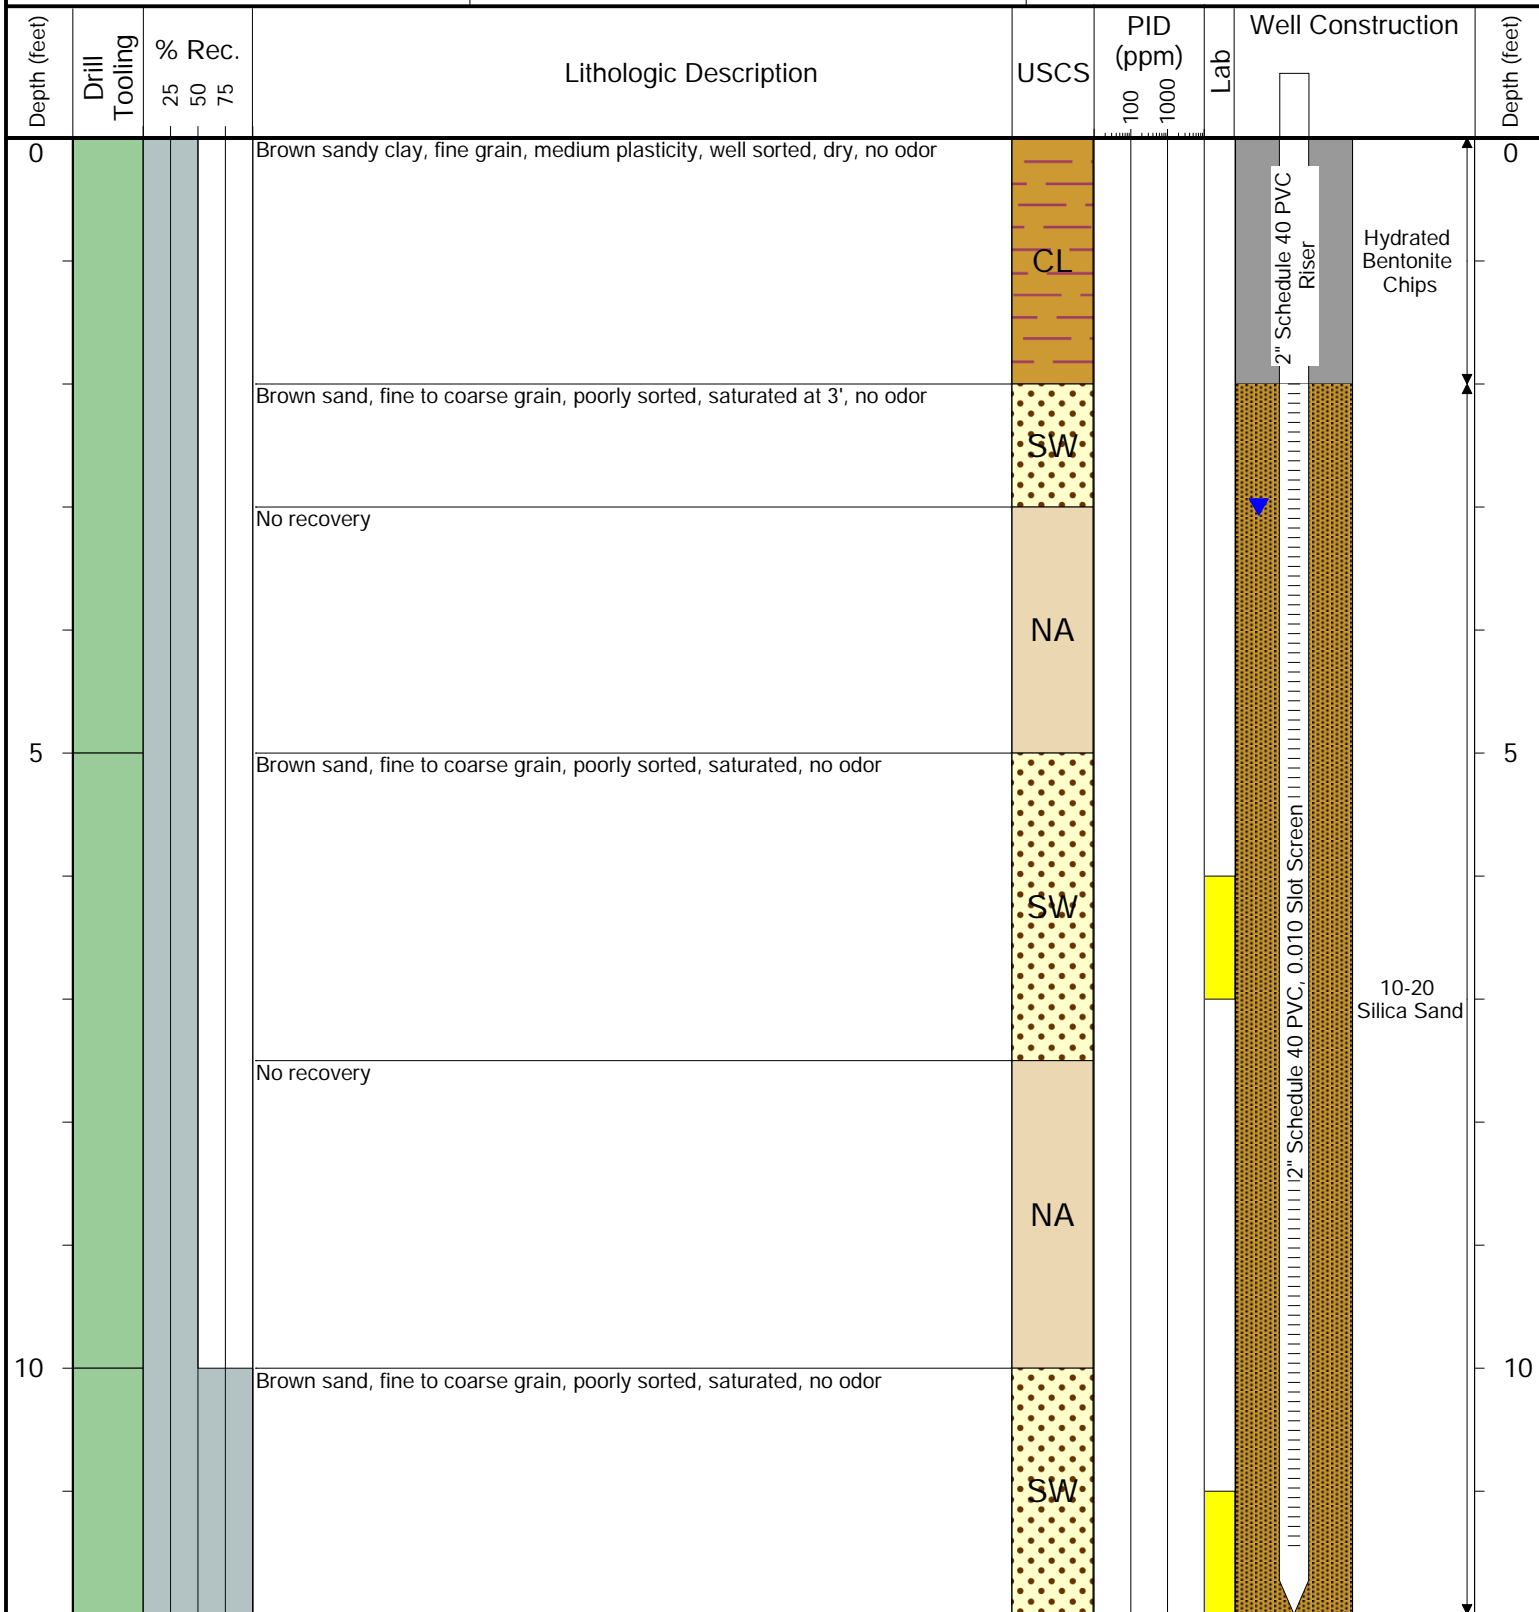 Depth (feet)
Drill
Tooling
% Rec.
25
50
75
Lithologic Description
USCS
PID
(ppm)
100
1000
Lab
Well Construction
Depth (feet)
0
Brown sandy clay, fine grain, medium plasticity, well sorted, dry, no odor
0
CL
2" Schedule 40 PVC
Riser
Hydrated
Bentonite
Chips
Brown sand, fine to coarse grain, poorly sorted, saturated at 3', no odor
SW
No recovery
NA
5
Brown sand, fine to coarse grain, poorly sorted, saturated, no odor
5
SW
2" Schedule 40 PVC, 0.010 Slot Screen
10-20
Silica Sand
No recovery
NA
10
Brown sand, fine to coarse grain, poorly sorted, saturated, no odor
10
SW